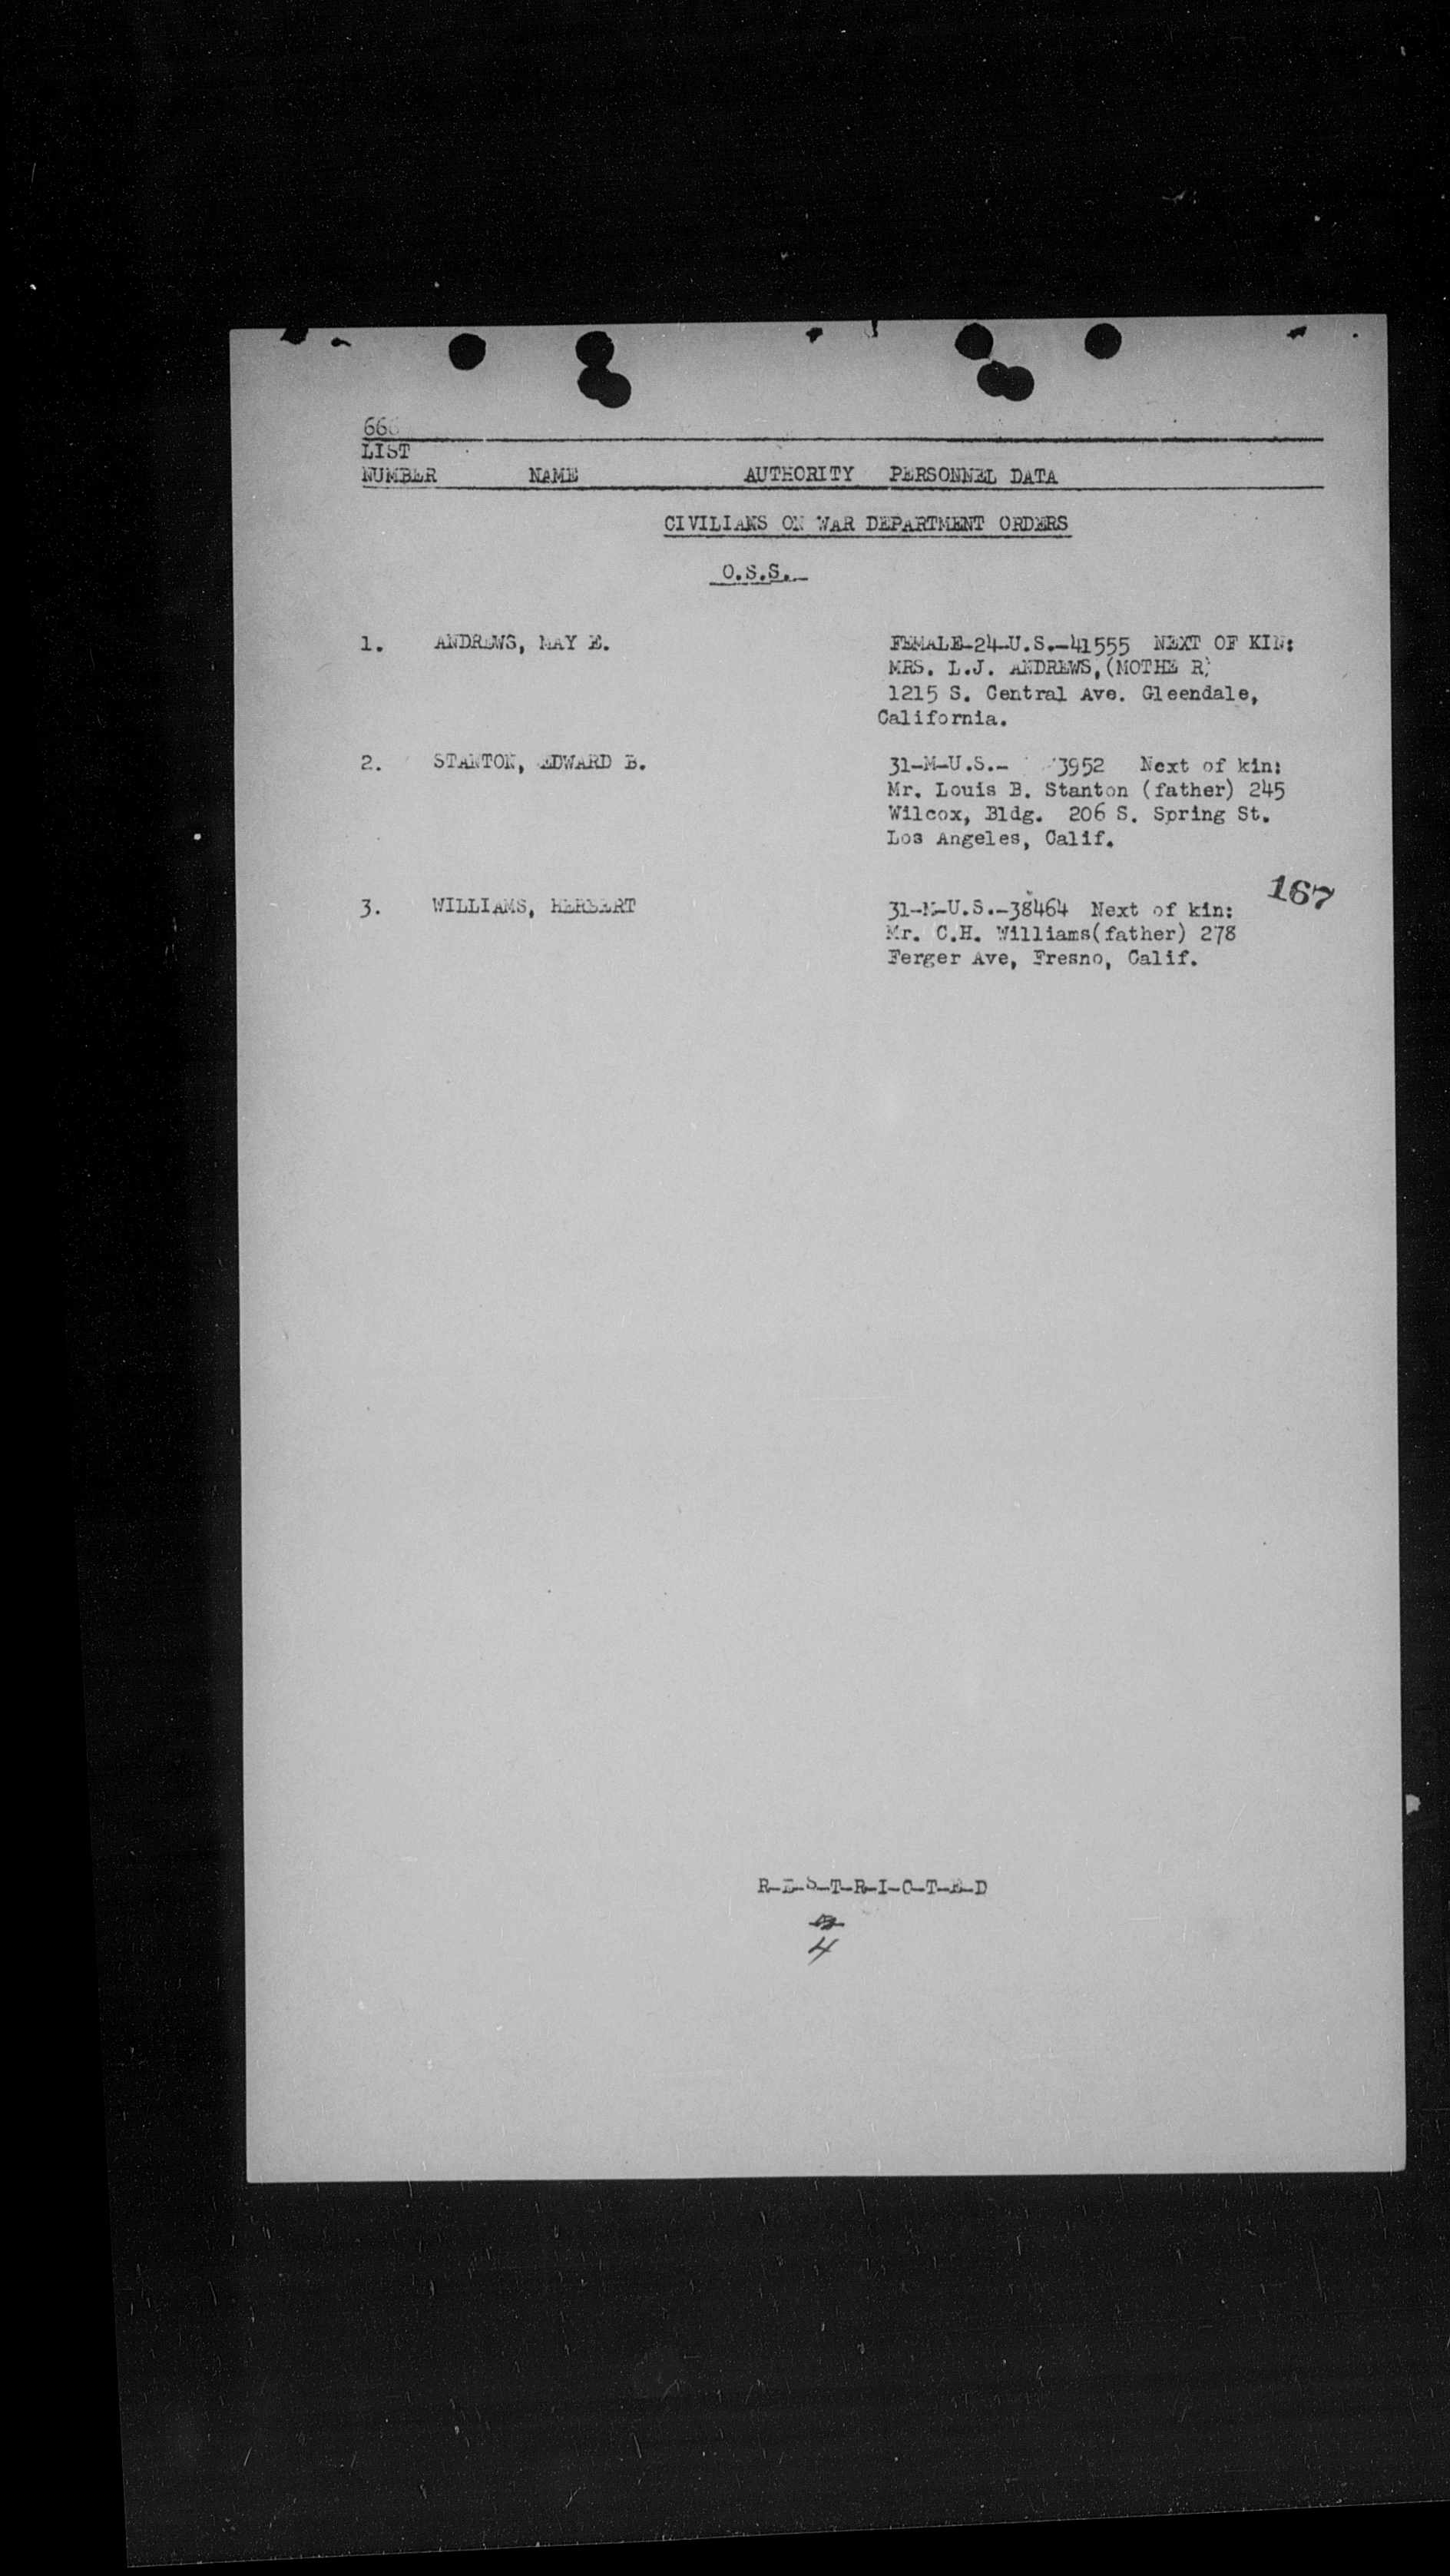 LIST
NUMBER NAME AUTHORITY PERSONNEL DATA
CIVILIANS ON WAR DEPARTMENT ORDERS
O.S.S.
1. ANDREWS, MAY E. FEMALE-24-U.S.-41555 NEXT OF KIN:
MRS. L.J. ANDREWS, (MOTHE R)
1215 S. Central Ave. Gleendale,
California.
2. STANTON, EDWARD B. 31-M-U.S.- 3952 Next of kin:
Mr. Louis B. Stanton (father) 245
Wilcox, Bldg. 206 S. Spring St.
Los Angeles, Calif.
167
3. WILLIAMS, HERBERT 31-M-U.S.-38464 Next of kin:
Mr. C.H. Williams(father) 278
Ferger Ave, Fresno, Calif.
R-E-S-T-R-I-C-T-E-D
4